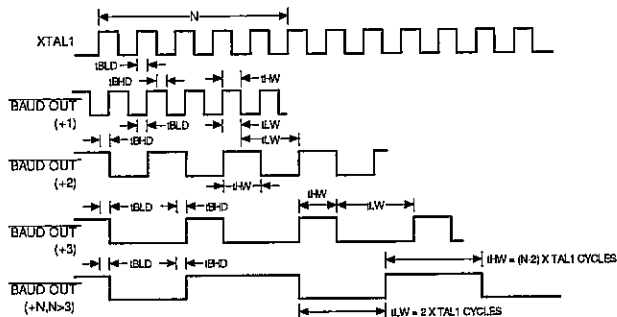 N
XTAL1
tBLD
tBHD
tHW
BAUD OUT
(+1)
tBLD
tLW
tBHD
tLW
BAUD OUT
(+2)
tHW
tHW
tLW
tBLD
tBHD
BAUD OUT
(+3)
tHW = (N-2) X TAL1 CYCLES
tBLD
tBHD
BAUD OUT
(+N,N>3)
tLW = 2 X TAL1 CYCLES